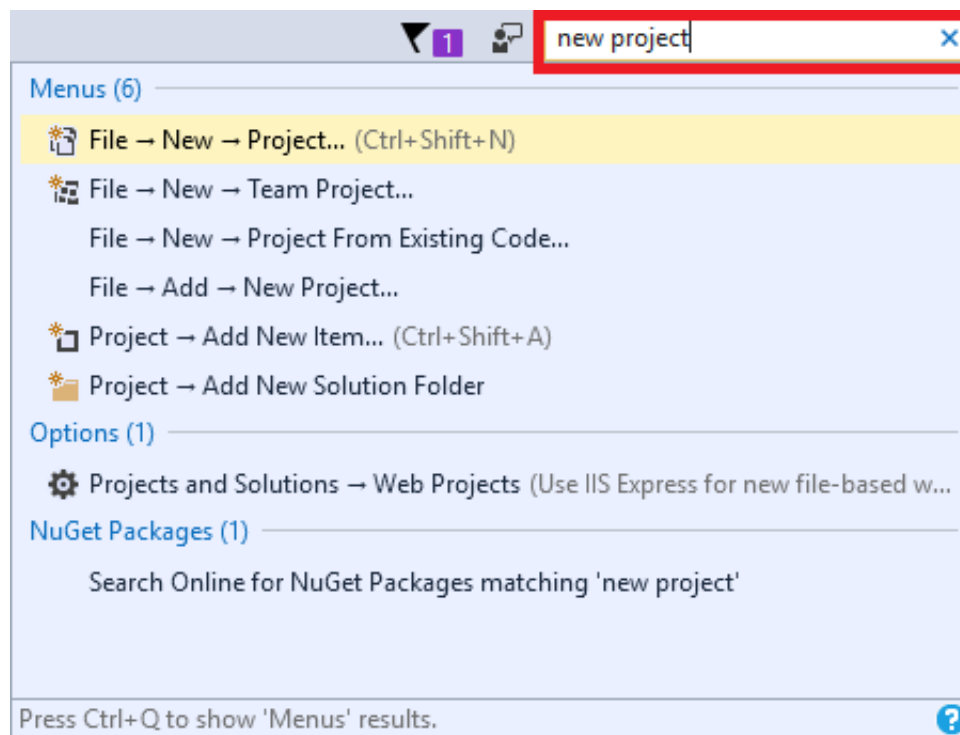 1
new project
Menus (6)
File → New → Project... (Ctrl+Shift+N)
File → New → Team Project...
File → New → Project From Existing Code...
File → Add → New Project...
Project → Add New Item... (Ctrl+Shift+A)
Project → Add New Solution Folder
Options (1)
Projects and Solutions → Web Projects (Use IIS Express for new file-based w...
NuGet Packages (1)
Search Online for NuGet Packages matching 'new project'
Press Ctrl+Q to show 'Menus' results.